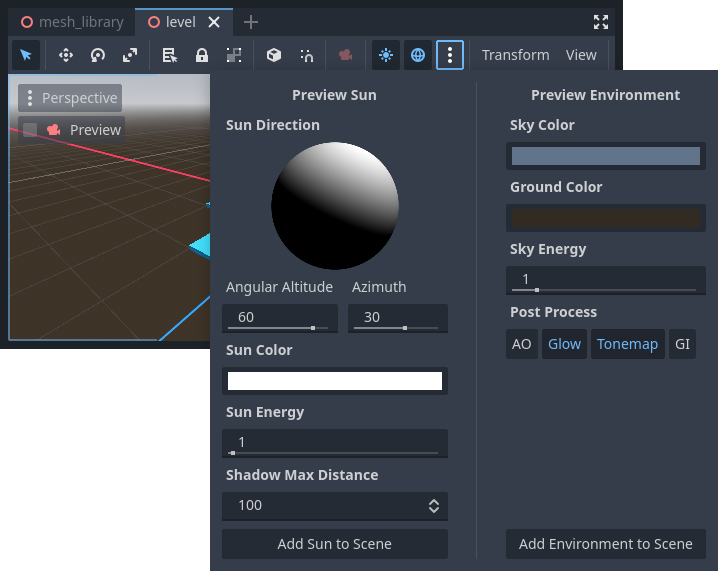 mesh_library
level
Transform View
Perspective
Preview
Preview Sun
Sun Direction
Angular Altitude Azimuth
60 30
Sun Color
Sun Energy
1
Shadow Max Distance
100
Add Sun to Scene
Preview Environment
Sky Color
Ground Color
Sky Energy
1
Post Process
AO Glow Tonemap GI
Add Environment to Scene